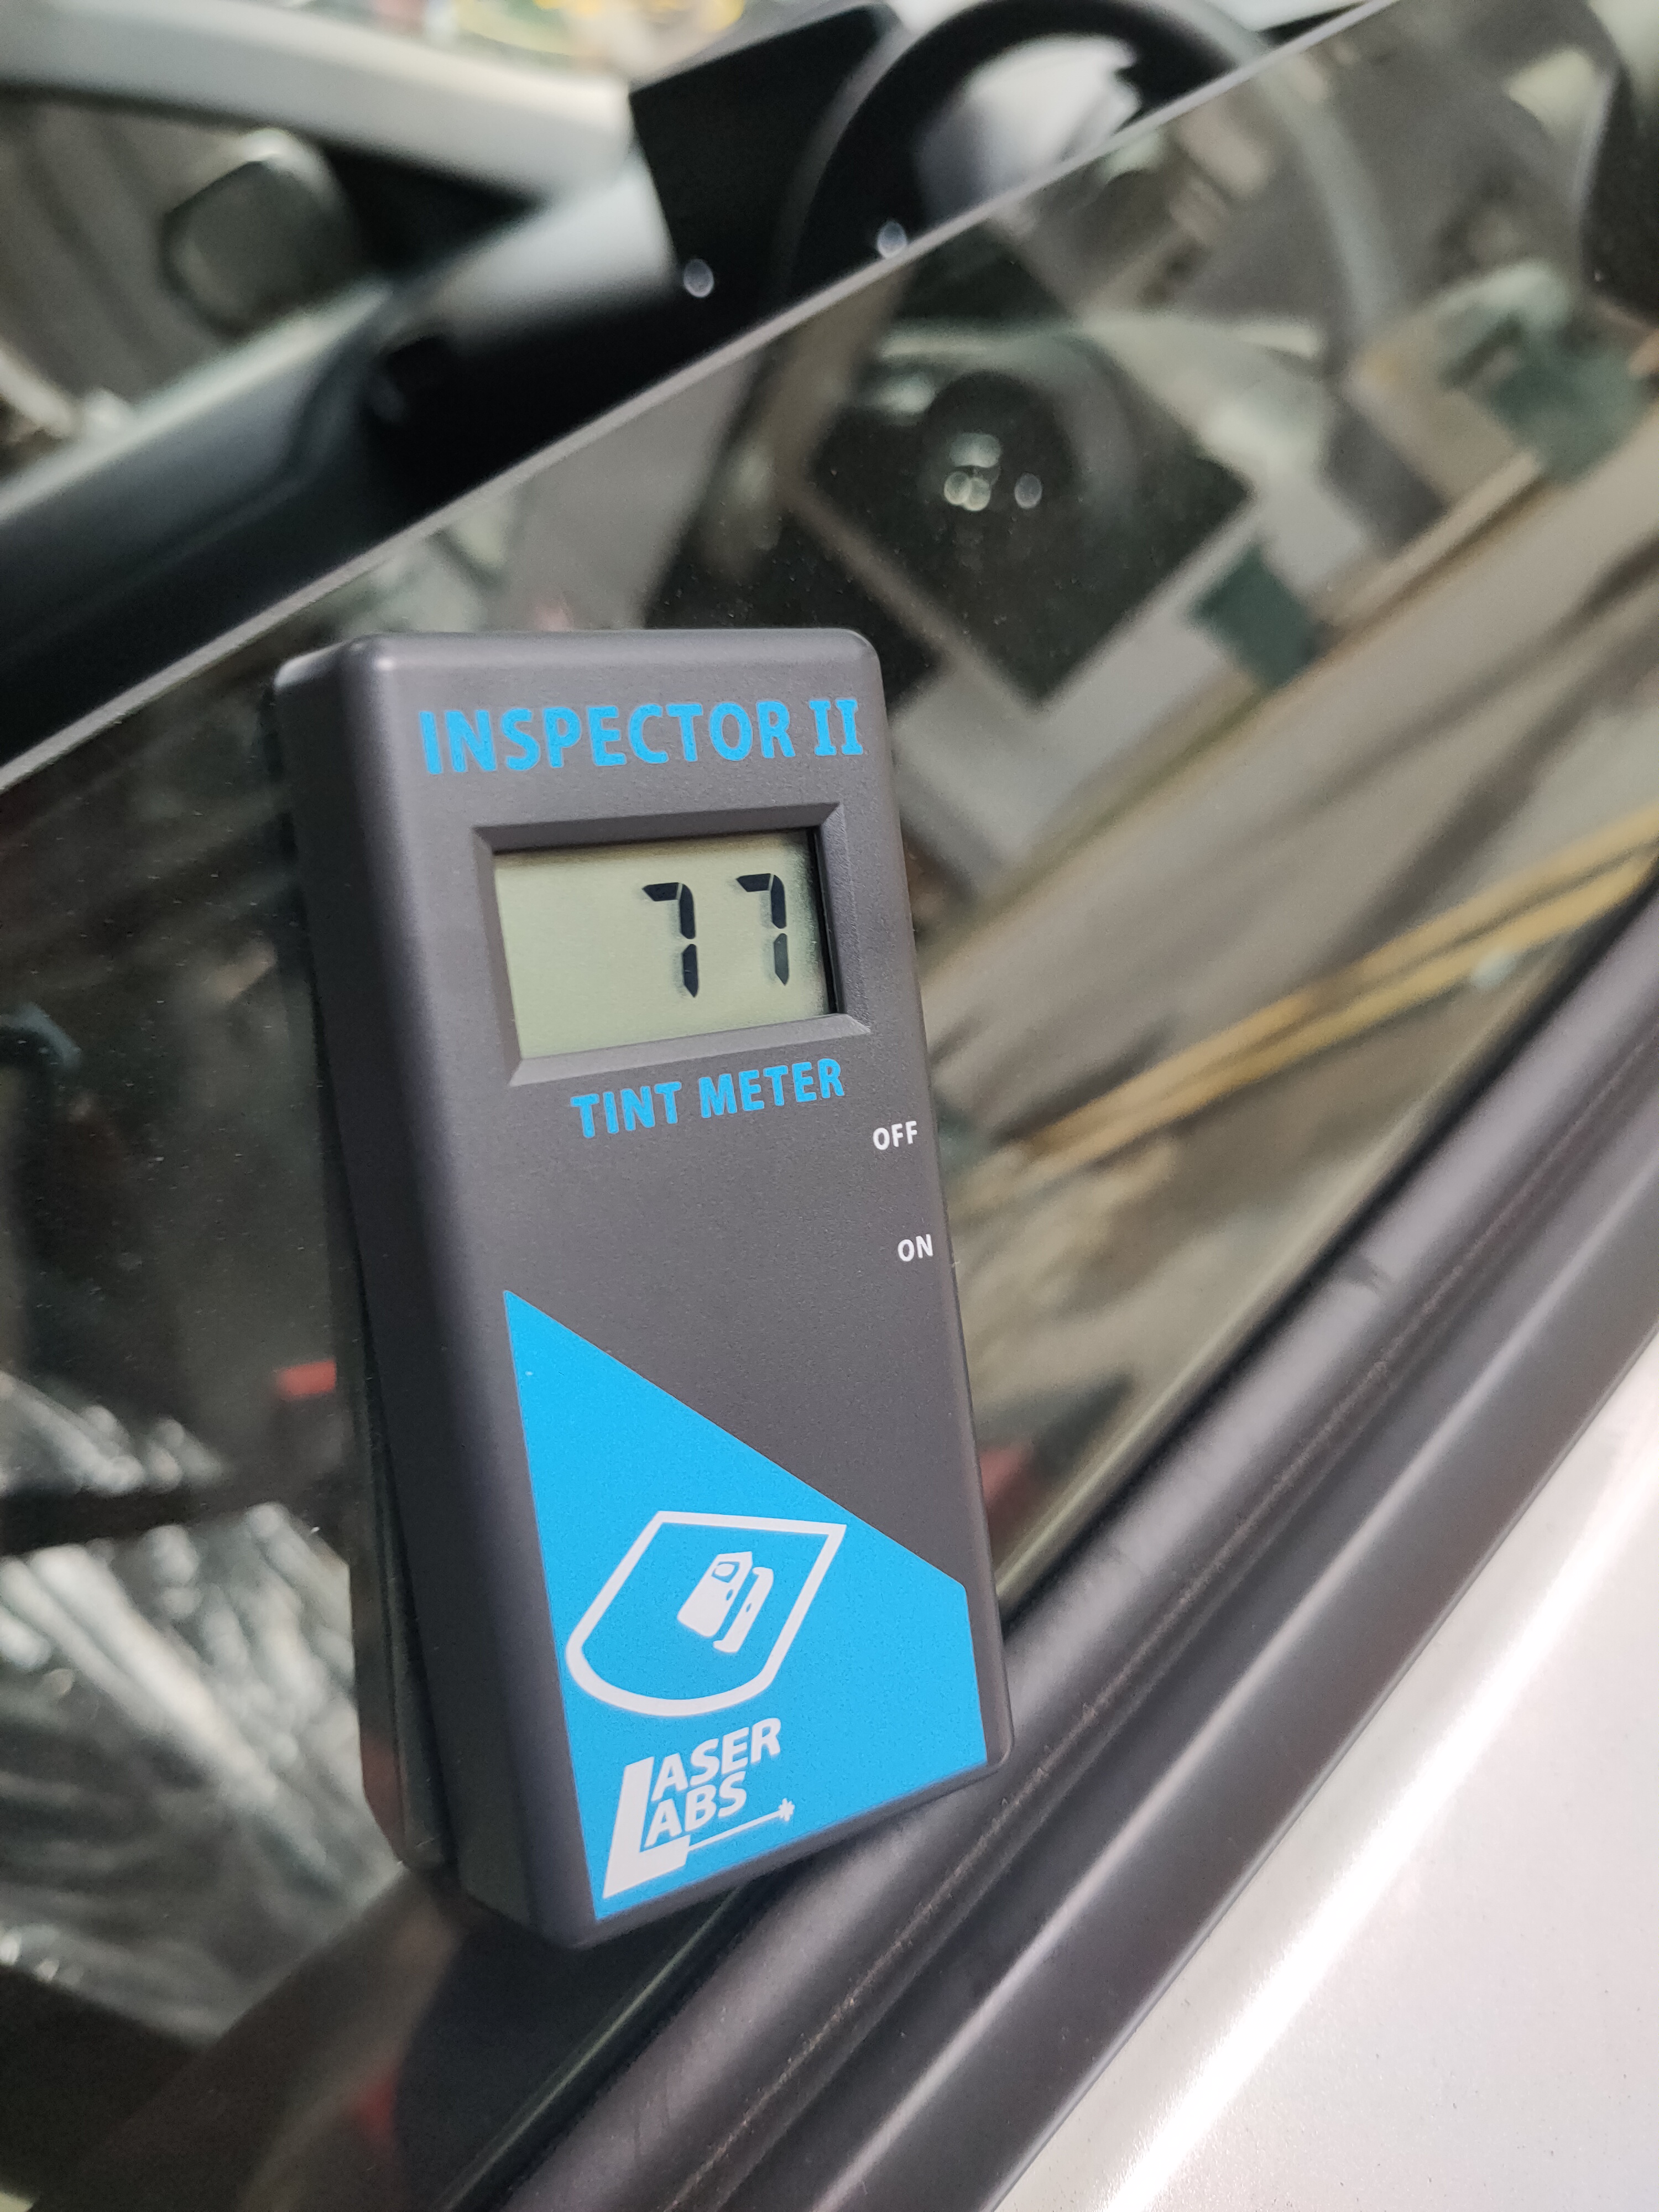 INSPECTOR II
77
TINT METER
OFF
ON
LASER
LABS